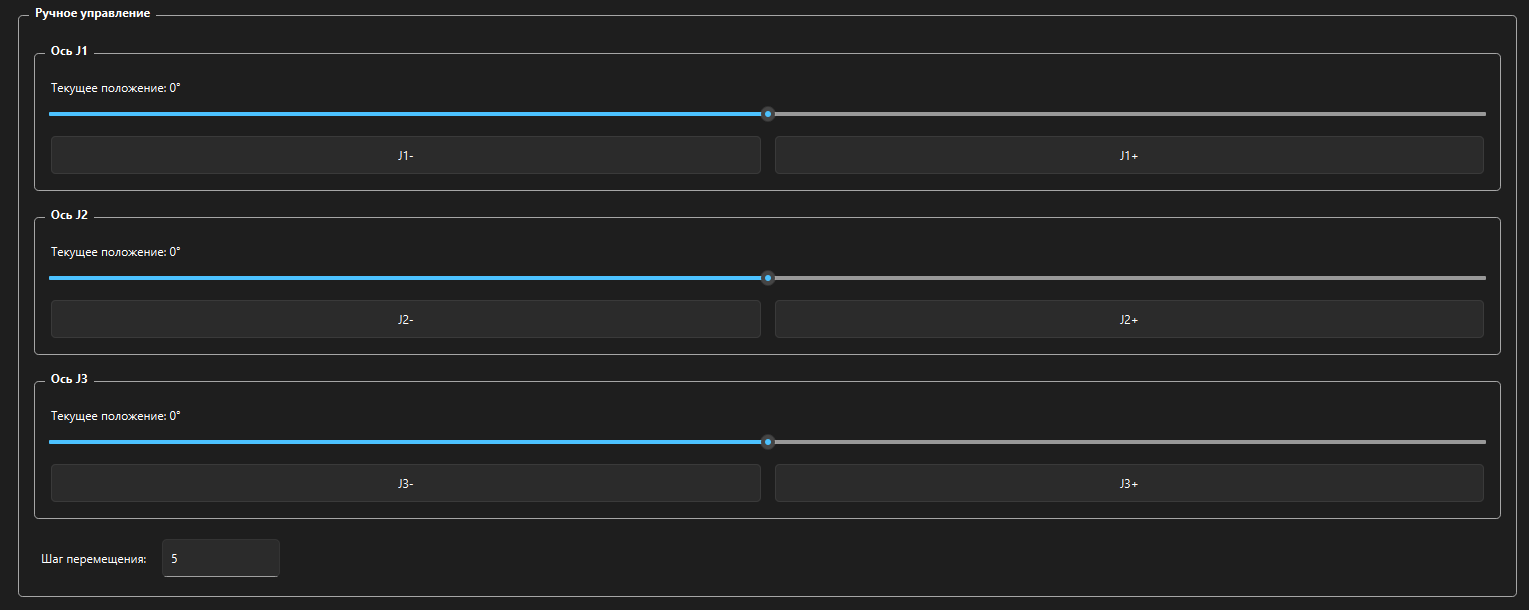 Ручное управление
Ось J1
Текущее положение: 0°
J1- J1+
Ось J2
Текущее положение: 0°
J2- J2+
Ось J3
Текущее положение: 0°
J3- J3+
Шаг перемещения: 5